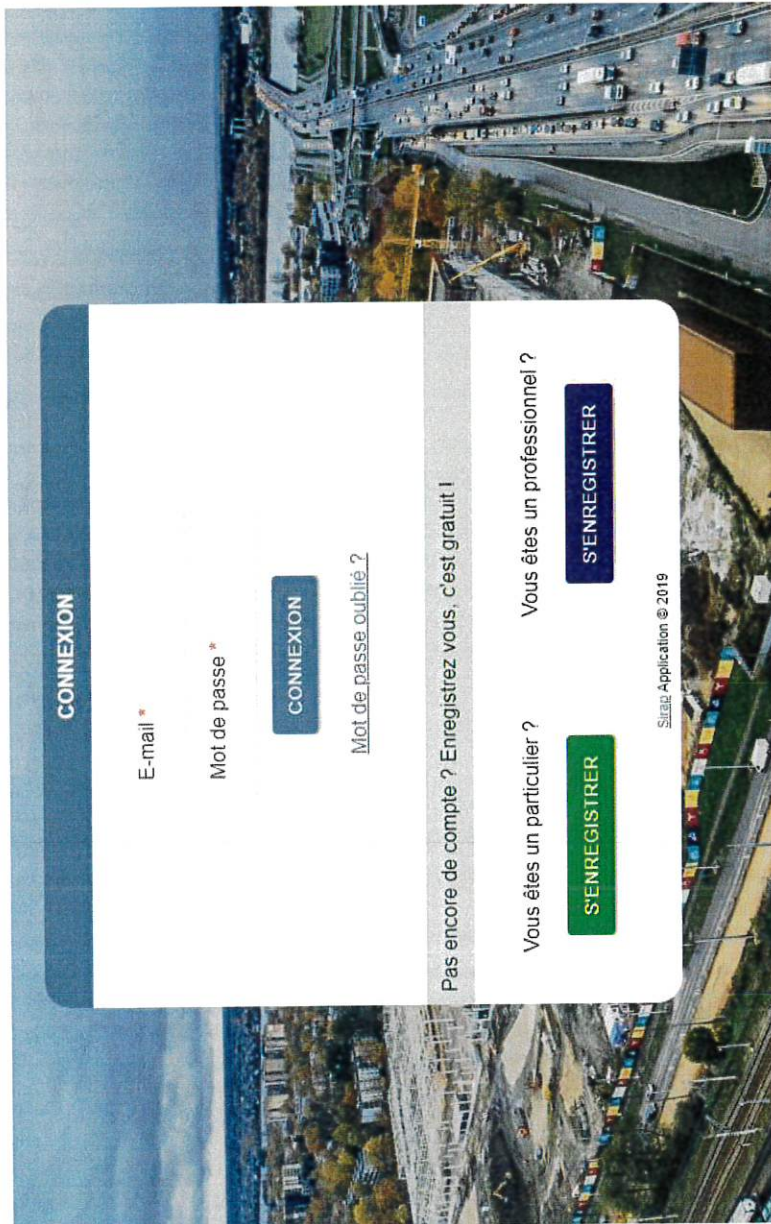 CONNEXION
E-mail *
Mot de passe *
CONNEXION
Mot de passe oublié ?
Pas encore de compte ? Enregistrez vous, c'est gratuit !
Vous êtes un particulier ?
S'ENREGISTRER
Vous êtes un professionnel ?
S'ENREGISTRER
Sirap Application © 2019